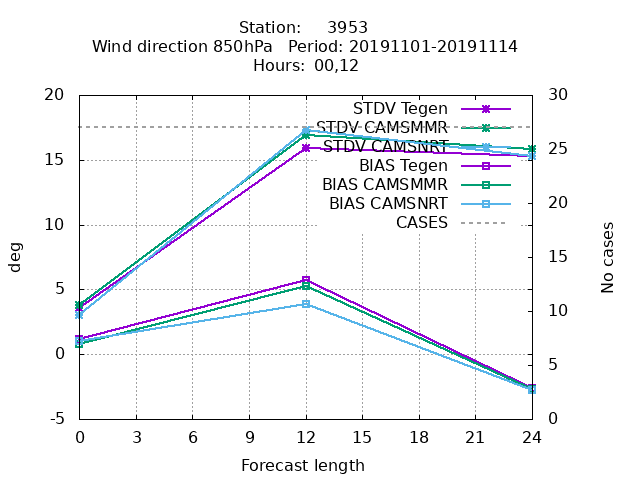 Station:     3953
Wind direction 850hPa   Period: 20191101-20191114
Hours: 00,12
20
15
10
5
0
-5
deg
30
25
20
15
10
5
0
No cases
STDV Tegen
STDV CAMSMMR
STDV CAMSNRT
BIAS Tegen
BIAS CAMSMMR
BIAS CAMSNRT
CASES
0 3 6 9 12 15 18 21 24
Forecast length